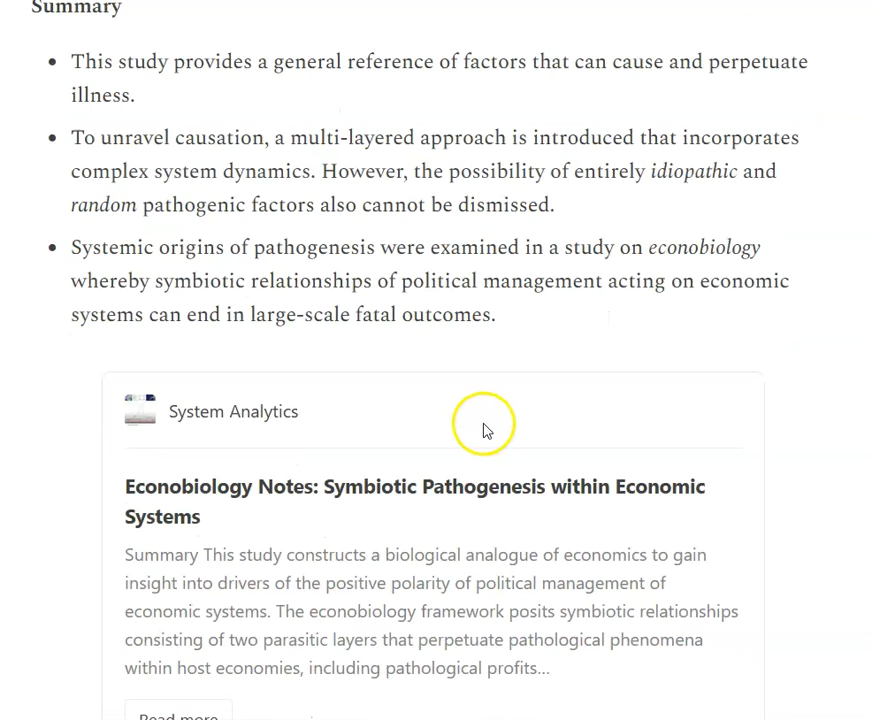 Summary
This study provides a general reference of factors that can cause and perpetuate
illness.
To unravel causation, a multi-layered approach is introduced that incorporates
complex system dynamics. However, the possibility of entirely idiopathic and
random pathogenic factors also cannot be dismissed.
Systemic origins of pathogenesis were examined in a study on econobiology
whereby symbiotic relationships of political management acting on economic
systems can end in large-scale fatal outcomes.
System Analytics
Econobiology Notes: Symbiotic Pathogenesis within Economic
Systems
Summary This study constructs a biological analogue of economics to gain
insight into drivers of the positive polarity of political management of
economic systems. The econobiology framework posits symbiotic relationships
consisting of two parasitic layers that perpetuate pathological phenomena
within host economies, including pathological profits...
Read more